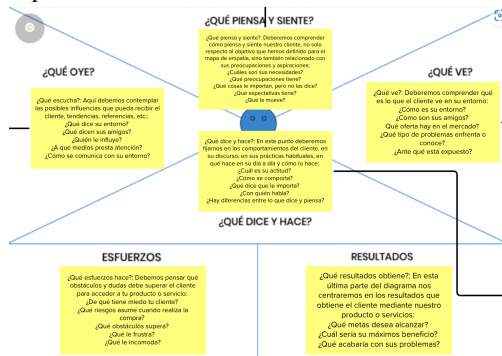 ¿QUÉ PIENSA Y SIENTE?
¿Qué piensa y siente?: Deberemos comprender
cómo piensa y siente nuestro cliente, no solo
respecto al objetivo que hemos definido para el
mapa de empatía, sino también relacionado con
sus preocupaciones y aspiraciones:
¿Cuáles son sus necesidades?
¿Qué preocupaciones tiene?
¿Qué cosas le importan, pero no las dice?
¿Qué expectativas tiene?
¿Qué le mueve?
¿QUÉ OYE?
¿Qué escucha?: Aquí debemos contemplar
las posibles influencias que pueda recibir el
cliente, tendencias, referencias, etc.:
¿Qué dice su entorno?
¿Qué dicen sus amigos?
¿Quién le influye?
¿A qué medios presta atención?
¿Cómo se comunica con su entorno?
¿QUÉ VE?
¿Qué ve?: Deberemos comprender qué
es lo que el cliente ve en su entorno:
¿Cómo es su entorno?
¿Cómo son sus amigos?
Qué oferta hay en el mercado?
¿Qué tipo de problemas enfrenta o
conoce?
¿Ante qué está expuesto?
¿Qué dice y hace?: En este punto deberemos
fijarnos en los comportamientos del cliente, en
su discurso, en sus prácticas habituales, en
qué hace en su día a día y cómo lo hace:
¿Cuál es su actitud?
¿Cómo se comporta?
¿Qué dice que le importa?
¿Con quién habla?
¿Hay diferencias entre lo que dice y piensa?
¿QUÉ DICE Y HACE?
ESFUERZOS
¿Qué esfuerzos hace?: Debemos pensar qué
obstáculos y dudas debe superar el cliente
para acceder a tu producto o servicio:
¿De qué tiene miedo tu cliente?
¿Qué riesgos asume cuando realiza la
compra?
¿Qué obstáculos supera?
¿Qué le frustra?
¿Qué le incomoda?
RESULTADOS
¿Qué resultados obtiene?: En esta
última parte del diagrama nos
centraremos en los resultados que
obtiene el cliente mediante nuestro
producto o servicios:
¿Qué metas desea alcanzar?
¿Cuál sería su máximos beneficio?
¿Qué acabaría con sus problemas?